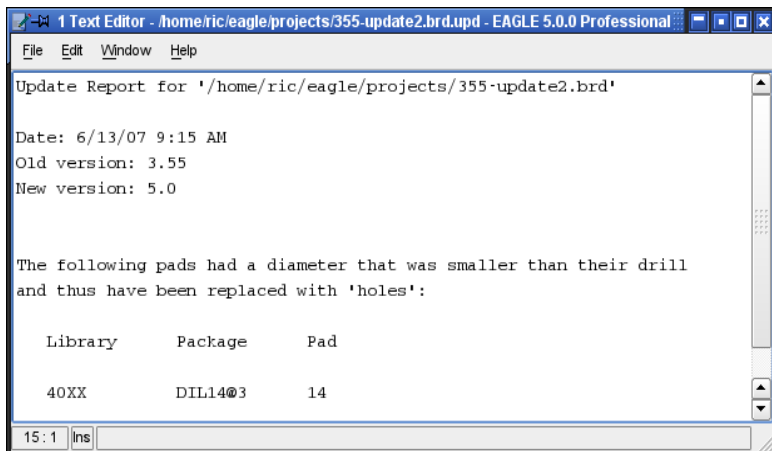 1 Text Editor - /home/ric/eagle/projects/355-update2.brd.upd - EAGLE 5.0.0 Professional
File Edit Window Help
Update Report for '/home/ric/eagle/projects/355-update2.brd'
Date: 6/13/07 9:15 AM
Old version: 3.55
New version: 5.0
The following pads had a diameter that was smaller than their drill
and thus have been replaced with 'holes':
Library Package Pad
40XX DIL14@3 14
15:1 Ins